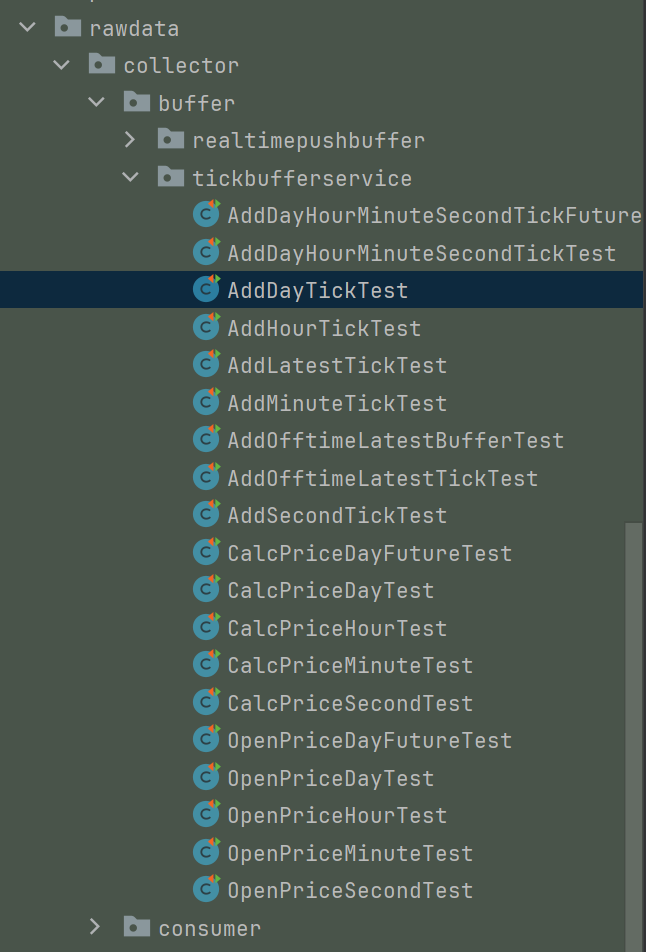 rawdata
collector
buffer
realtimepushbuffer
tickbufferservice
AddDayHourMinuteSecondTickFuture
AddDayHourMinuteSecondTickTest
AddDayTickTest
AddHourTickTest
AddLatestTickTest
AddMinuteTickTest
AddOfftimeLatestBufferTest
AddOfftimeLatestTickTest
AddSecondTickTest
CalcPriceDayFutureTest
CalcPriceDayTest
CalcPriceHourTest
CalcPriceMinuteTest
CalcPriceSecondTest
OpenPriceDayFutureTest
OpenPriceDayTest
OpenPriceHourTest
OpenPriceMinuteTest
OpenPriceSecondTest
consumer